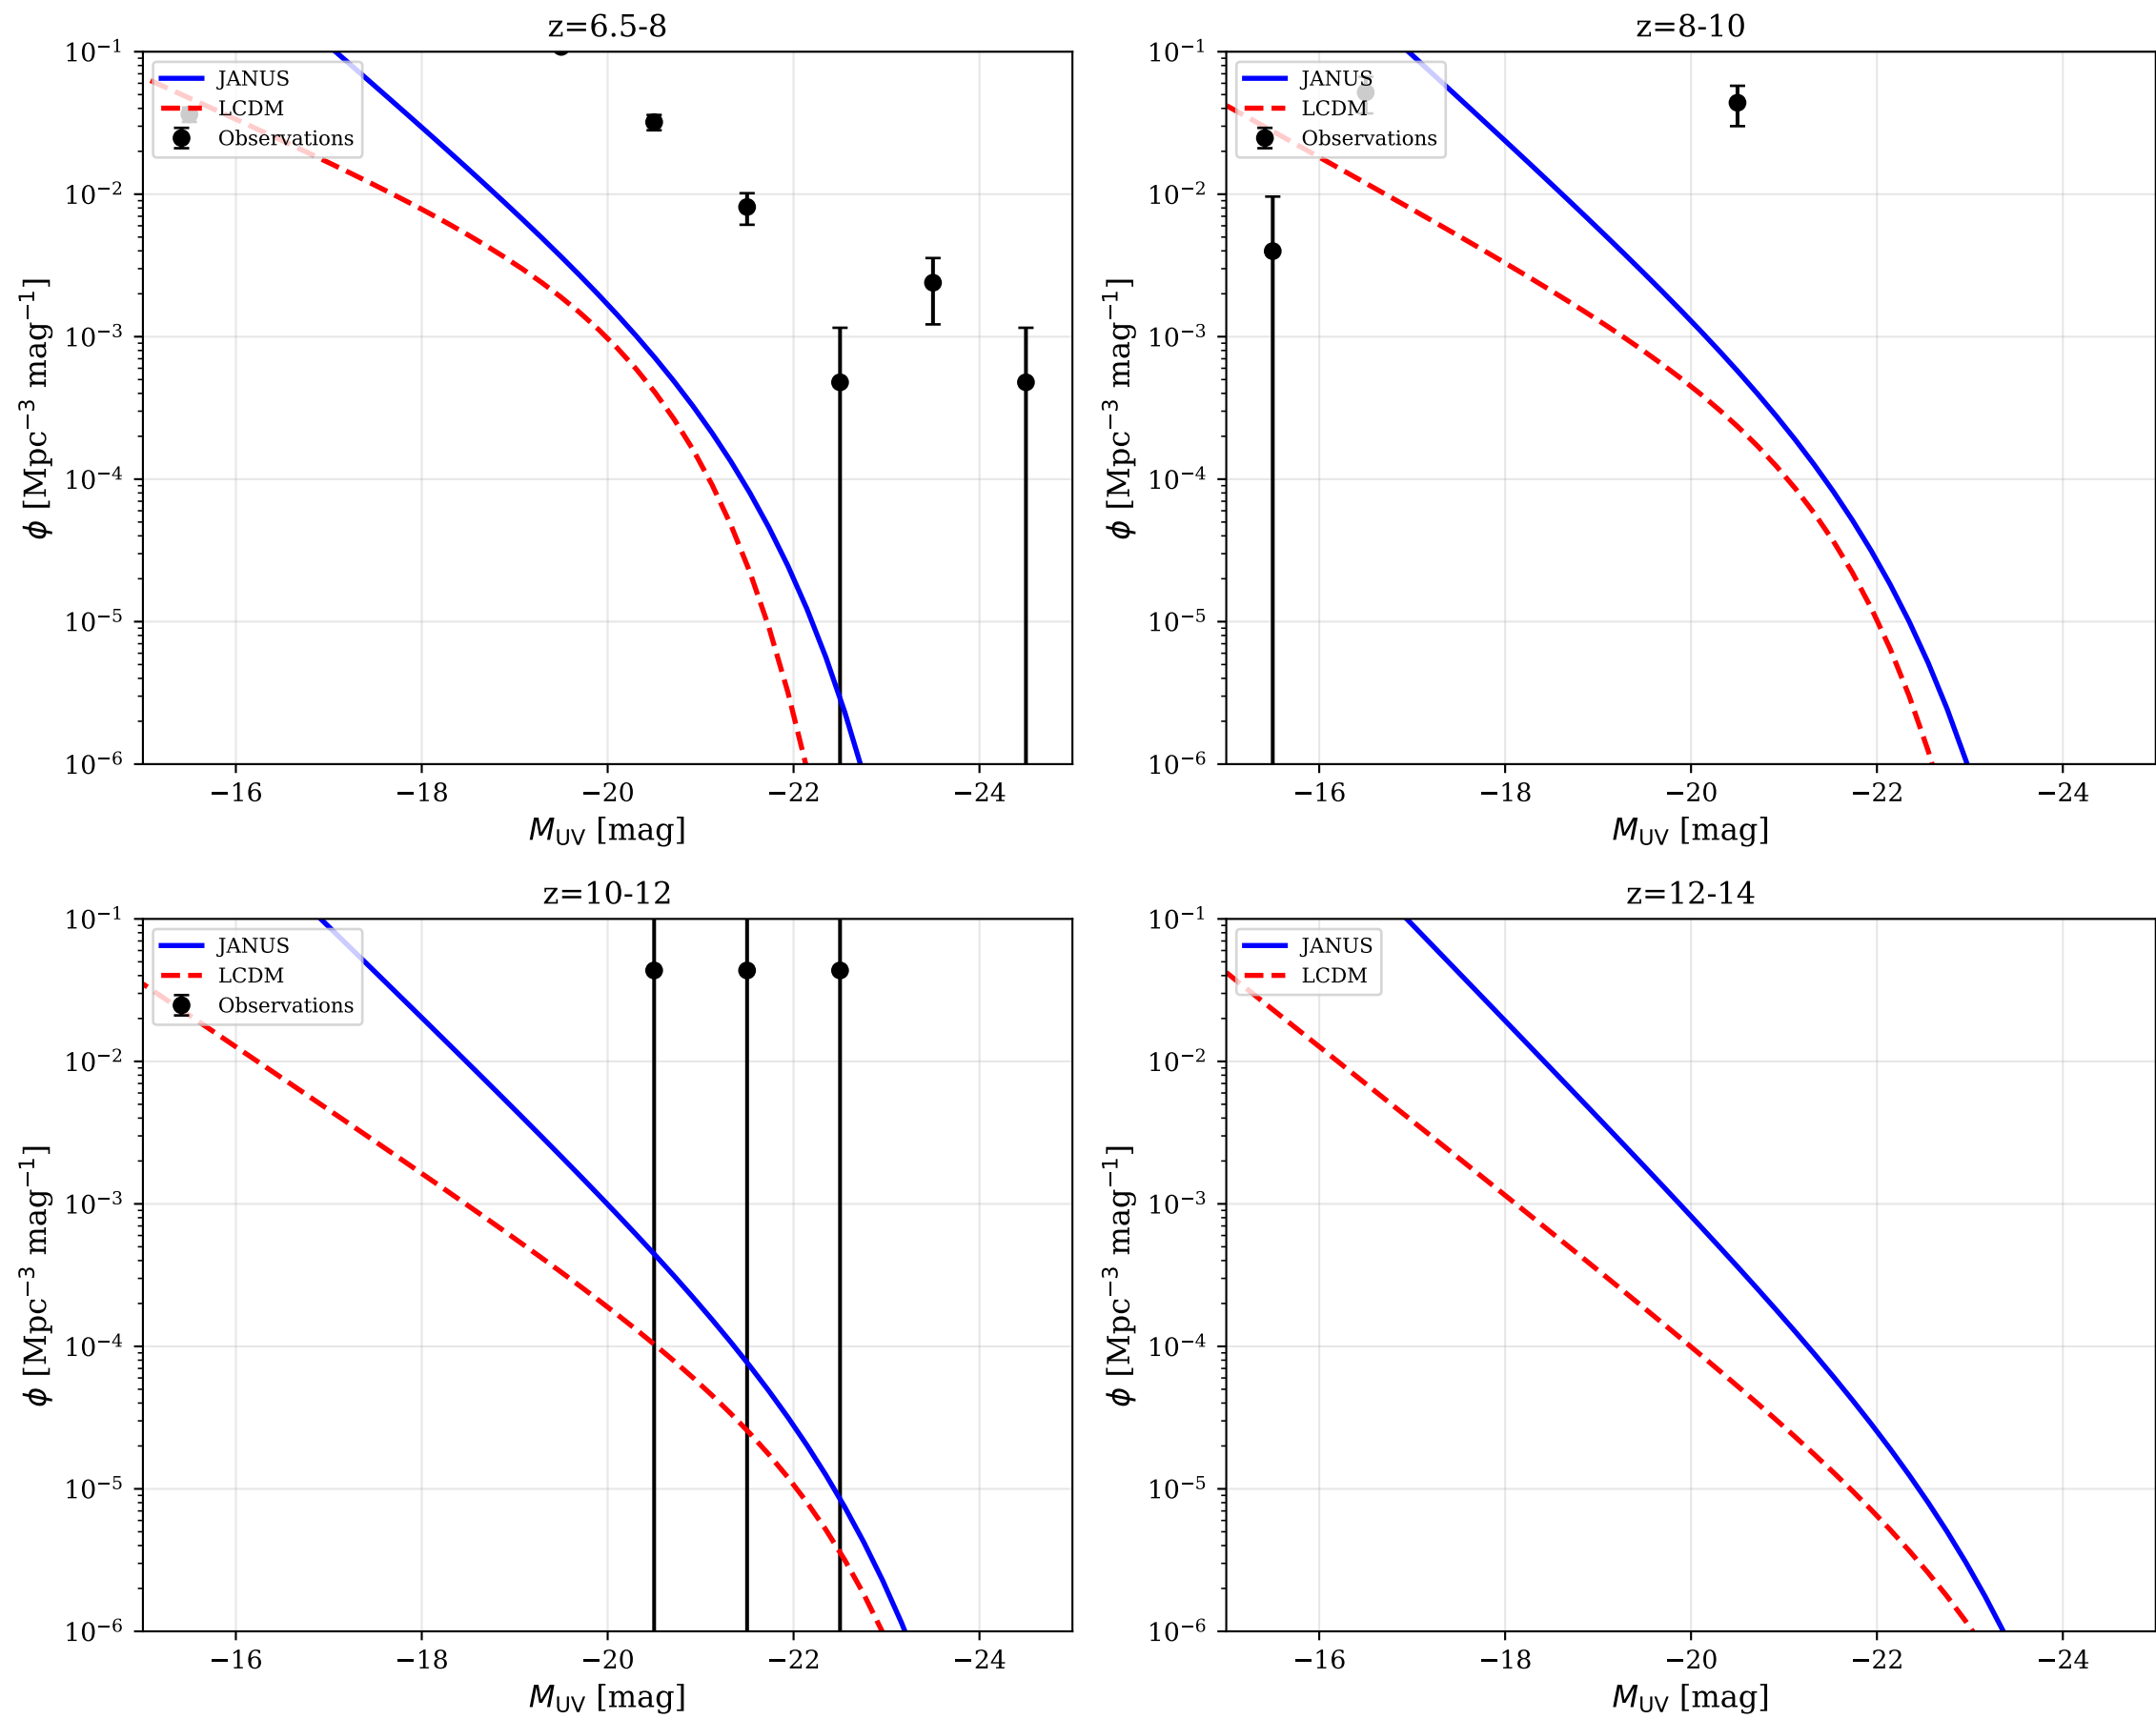 z=6.5-8
10⁻¹
10⁻²
10⁻³
10⁻⁴
10⁻⁵
10⁻⁶
ϕ [Mpc⁻³ mag⁻¹]
JANUS
LCDM
Observations
−16 −18 −20 −22 −24
M_UV [mag]
z=8-10
10⁻¹
10⁻²
10⁻³
10⁻⁴
10⁻⁵
10⁻⁶
ϕ [Mpc⁻³ mag⁻¹]
JANUS
LCDM
Observations
−16 −18 −20 −22 −24
M_UV [mag]
z=10-12
10⁻¹
10⁻²
10⁻³
10⁻⁴
10⁻⁵
10⁻⁶
ϕ [Mpc⁻³ mag⁻¹]
JANUS
LCDM
Observations
−16 −18 −20 −22 −24
M_UV [mag]
z=12-14
10⁻¹
10⁻²
10⁻³
10⁻⁴
10⁻⁵
10⁻⁶
ϕ [Mpc⁻³ mag⁻¹]
JANUS
LCDM
−16 −18 −20 −22 −24
M_UV [mag]